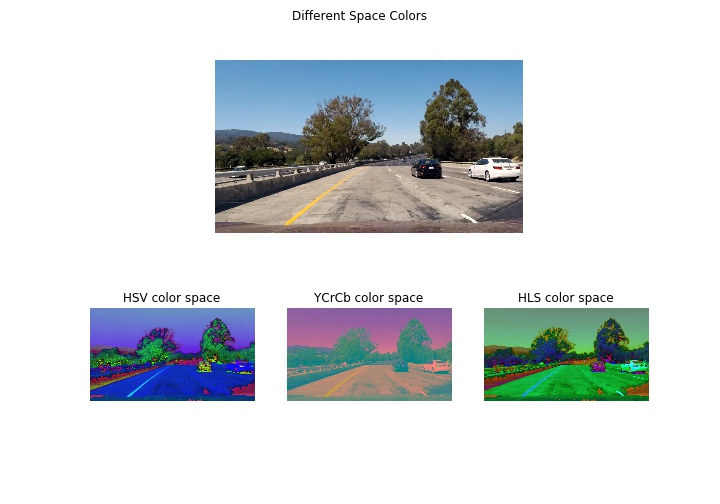 Different Space Colors
HSV color space
YCrCb color space
HLS color space